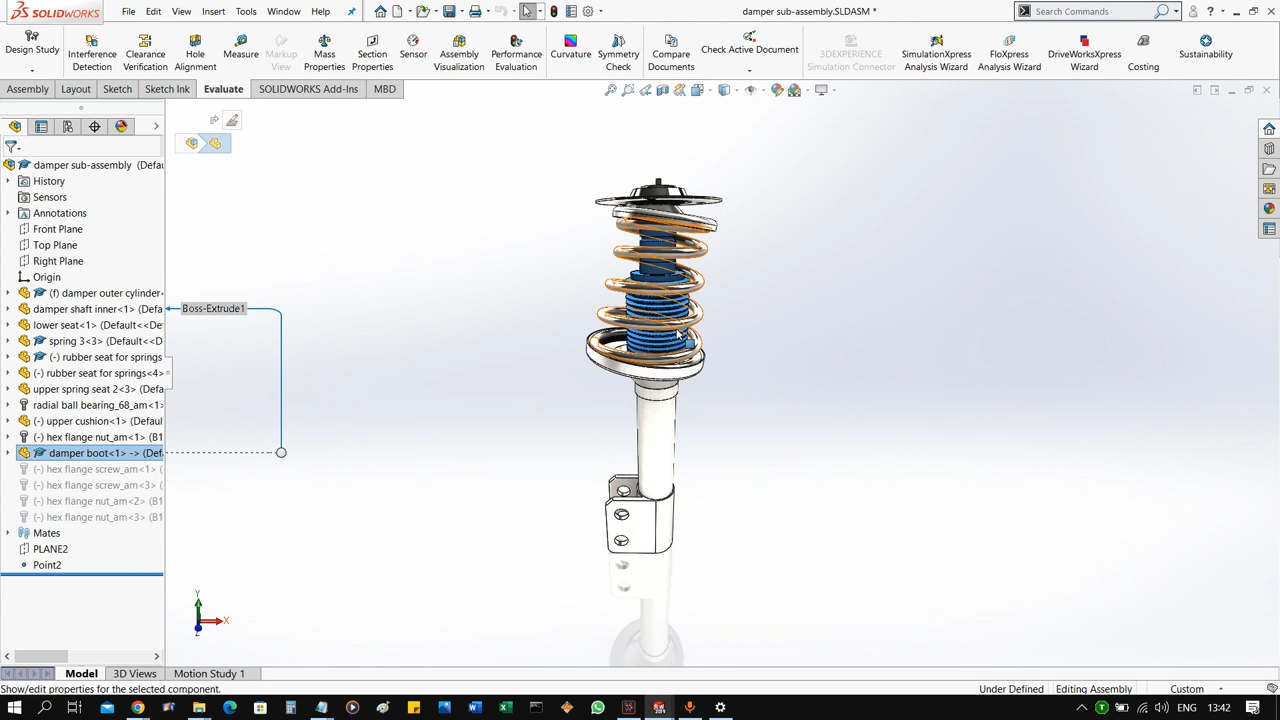 SOLIDWORKS
File Edit View Insert Tools Window Help
damper sub-assembly.SLDASM *
Search Commands
Design Study
Interference Detection
Clearance Verification
Hole Alignment
Measure
Markup View
Mass Properties
Section Properties
Sensor
Assembly Visualization
Performance Evaluation
Curvature
Symmetry Check
Compare Documents
Check Active Document
3DEXPERIENCE Simulation Connector
SimulationXpress Analysis Wizard
FloXpress Analysis Wizard
DriveWorksXpress Wizard
Costing
Sustainability
Assembly Layout Sketch Sketch Ink Evaluate SOLIDWORKS Add-Ins MBD
damper sub-assembly (Defau
History
Sensors
Annotations
Front Plane
Top Plane
Right Plane
Origin
(f) damper outer cylinder
damper shaft inner<1> (Defa
Boss-Extrude1
lower seat<1> (Default<<De
spring 3<3> (Default<<D
(-) rubber seat for springs
(-) rubber seat for springs<4>
upper spring seat 2<3> (Defa
radial ball bearing_68_am<1>
(-) upper cushion<1> (Defaul
(-) hex flange nut_am<1> (B1
damper boot<1> -> (Def
(-) hex flange screw_am<1> (
(-) hex flange screw_am<3> (
(-) hex flange nut_am<2> (B1
(-) hex flange nut_am<3> (B1
Mates
PLANE2
Point2
Y
X
Z
Model 3D Views Motion Study 1
Show/edit properties for the selected component.
Under Defined Editing Assembly Custom
ENG 13:42